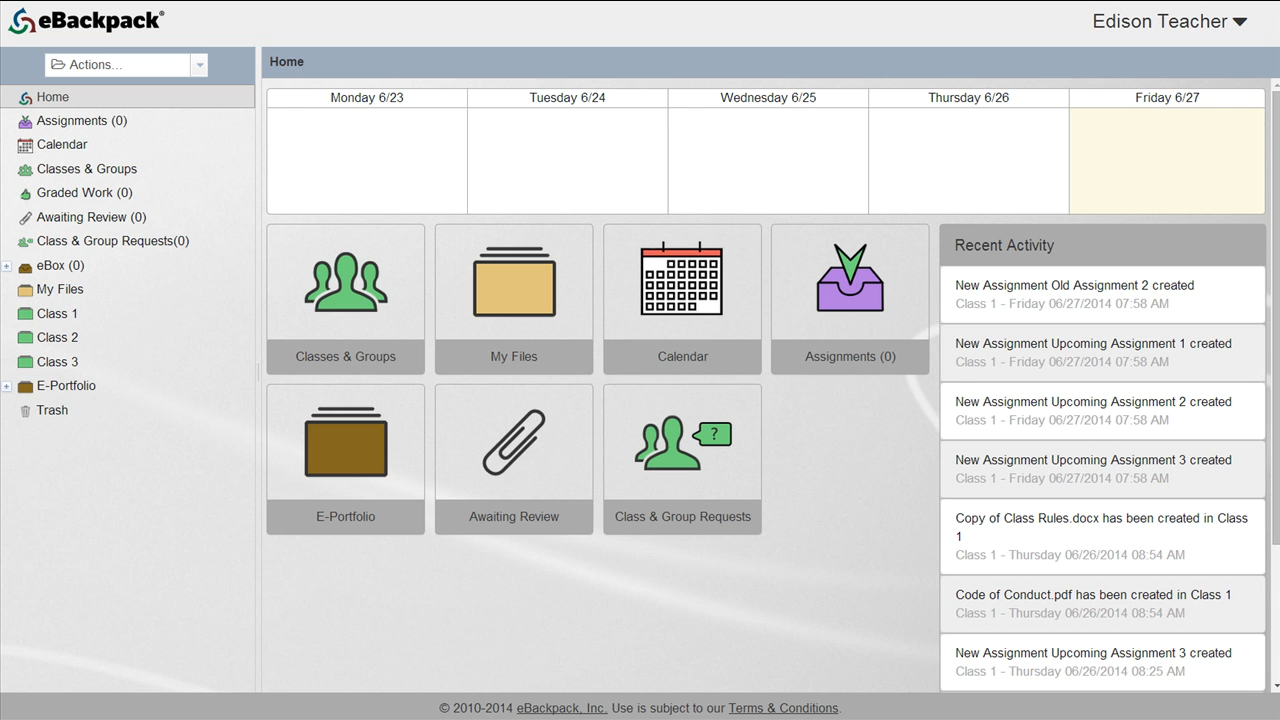 eBackpack®
Edison Teacher
Actions...
Home
Home
Assignments (0)
Calendar
Classes & Groups
Graded Work (0)
Awaiting Review (0)
Class & Group Requests(0)
eBox (0)
My Files
Class 1
Class 2
Class 3
E-Portfolio
Trash
Monday 6/23
Tuesday 6/24
Wednesday 6/25
Thursday 6/26
Friday 6/27
Classes & Groups
My Files
Calendar
Assignments (0)
E-Portfolio
?
Awaiting Review
Class & Group Requests
Recent Activity
New Assignment Old Assignment 2 created
Class 1 - Friday 06/27/2014 07:58 AM
New Assignment Upcoming Assignment 1 created
Class 1 - Friday 06/27/2014 07:58 AM
New Assignment Upcoming Assignment 2 created
Class 1 - Friday 06/27/2014 07:58 AM
New Assignment Upcoming Assignment 3 created
Class 1 - Friday 06/27/2014 07:58 AM
Copy of Class Rules.docx has been created in Class
1
Class 1 - Thursday 06/26/2014 08:54 AM
Code of Conduct.pdf has been created in Class 1
Class 1 - Thursday 06/26/2014 08:54 AM
New Assignment Upcoming Assignment 3 created
Class 1 - Thursday 06/26/2014 08:25 AM
© 2010-2014 eBackpack, Inc. Use is subject to our Terms & Conditions.